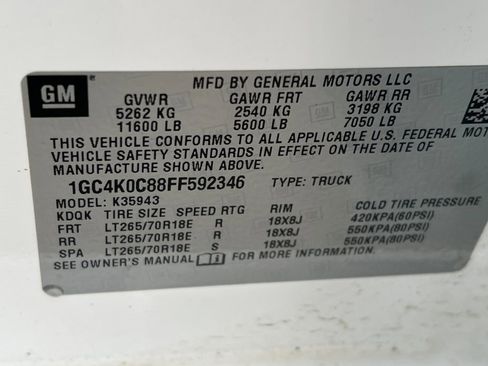 GM
MFD BY GENERAL MOTORS LLC
GVWR GAWR FRT GAWR RR
5262 KG 2540 KG 3198 KG
11600 LB 5600 LB 7050 LB
THIS VEHICLE CONFORMS TO ALL APPLICABLE U.S. FEDERAL
VEHICLE SAFETY STANDARDS IN EFFECT ON THE DATE OF
MANUFACTURE SHOWN ABOVE.
1GC4K0C88FF592346 TYPE: TRUCK
MODEL: K35943
KDQK TIRE SIZE SPEED RTG RIM COLD TIRE PRESSURE
FRT LT265/70R18E R 18X8J 420KPA(60PSI)
RR LT265/70R18E R 18X8J 550KPA(80PSI)
SPA LT265/70R18E S 18X8J 550KPA(80PSI)
SEE OWNER'S MANUAL FOR MORE INFORMATION.